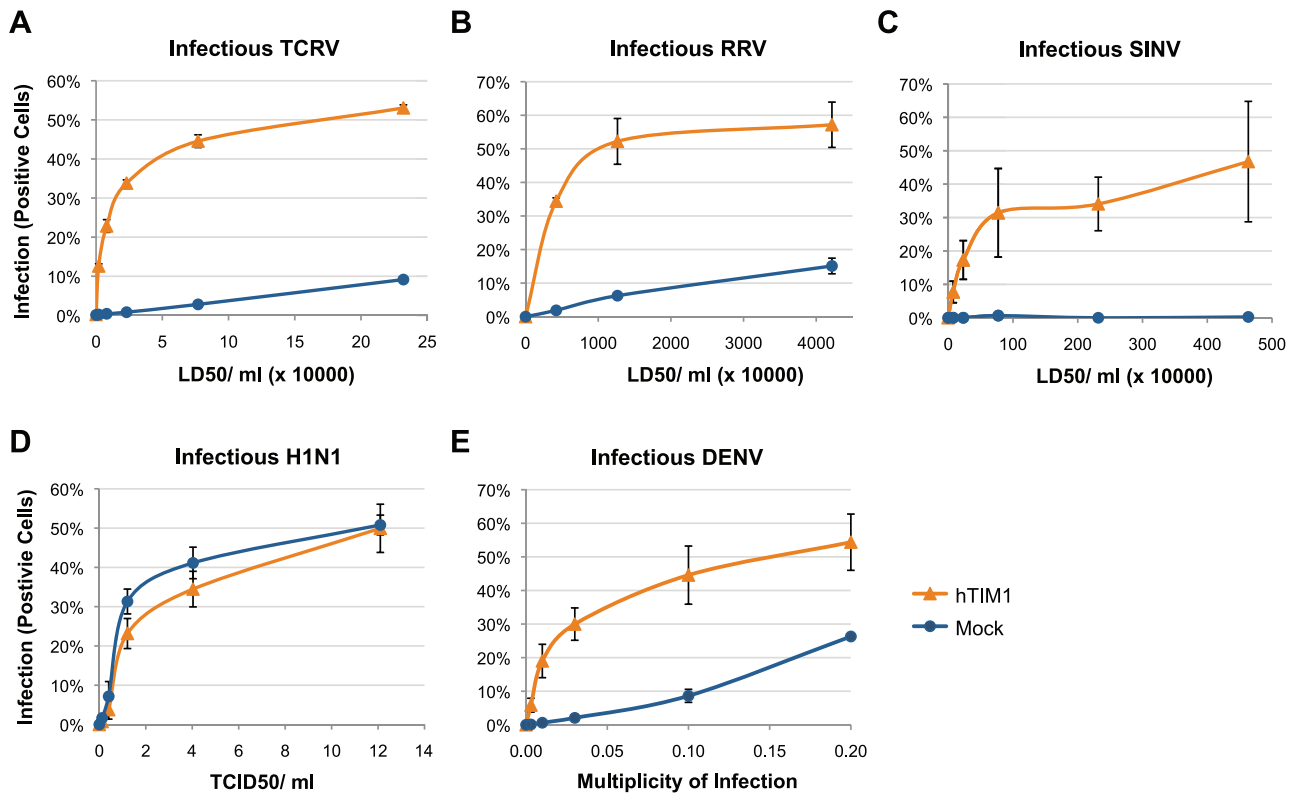 A
Infectious TCRV
Infection (Positive Cells)
60%
50%
40%
30%
20%
10%
0%
0 5 10 15 20 25
LD50/ ml (x 10000)
B
Infectious RRV
70%
60%
50%
40%
30%
20%
10%
0%
0 1000 2000 3000 4000
LD50/ ml (x 10000)
C
Infectious SINV
70%
60%
50%
40%
30%
20%
10%
0%
0 100 200 300 400 500
LD50/ ml (x 10000)
D
Infectious H1N1
Infection (Postivie Cells)
60%
50%
40%
30%
20%
10%
0%
0 2 4 6 8 10 12 14
TCID50/ ml
E
Infectious DENV
70%
60%
50%
40%
30%
20%
10%
0%
0.00 0.05 0.10 0.15 0.20
Multiplicity of Infection
hTIM1
Mock